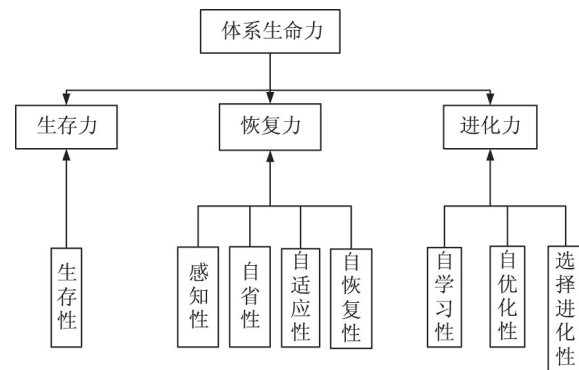 体系生命力
生存力
恢复力
进化力
生存性
感知性
自省性
自适应性
自恢复性
自学习性
自优化性
选择进化性